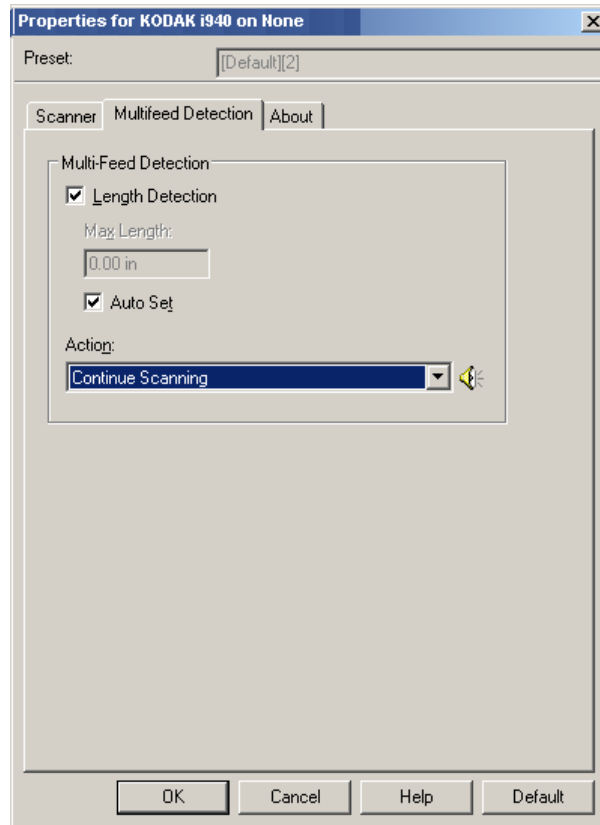 Properties for KODAK i940 on None
Preset: [Default][2]
Scanner Multifeed Detection About
Multi-Feed Detection
Length Detection
Max Length:
0.00 in
Auto Set
Action:
Continue Scanning
OK Cancel Help Default